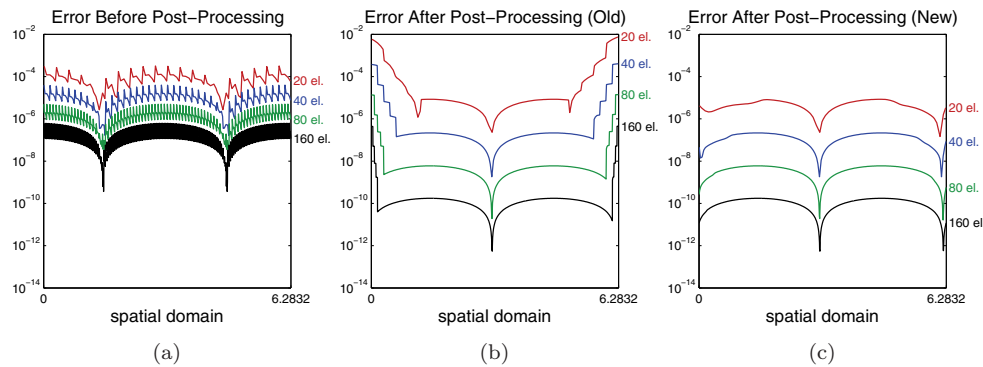 Error Before Post−Processing
10⁻²
10⁻⁴
10⁻⁶
10⁻⁸
10⁻¹⁰
10⁻¹²
10⁻¹⁴
20 el.
40 el.
80 el.
160 el.
0
6.2832
spatial domain
(a)
Error After Post−Processing (Old)
10⁻²
10⁻⁴
10⁻⁶
10⁻⁸
10⁻¹⁰
10⁻¹²
10⁻¹⁴
20 el.
40 el.
80 el.
160 el.
0
6.2832
spatial domain
(b)
Error After Post−Processing (New)
10⁻²
10⁻⁴
10⁻⁶
10⁻⁸
10⁻¹⁰
10⁻¹²
10⁻¹⁴
20 el.
40 el.
80 el.
160 el
0
6.2832
spatial domain
(c)